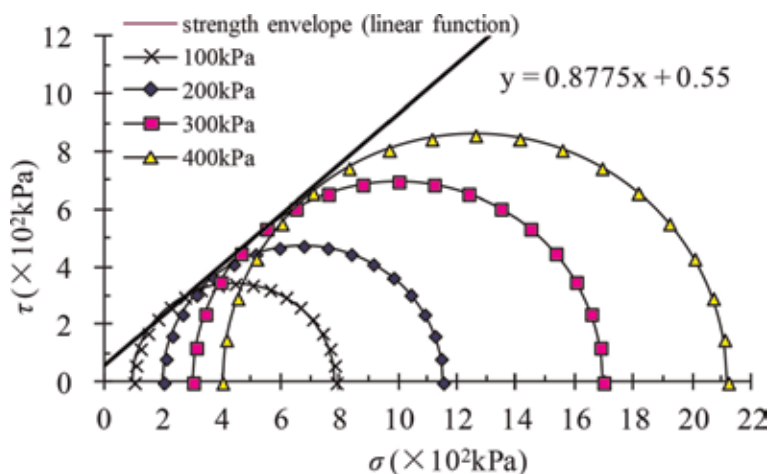 strength envelope (linear function)
100kPa
200kPa
300kPa
400kPa
y = 0.8775x + 0.55
12
10
8
6
4
2
0
τ (×10²kPa)
0 2 4 6 8 10 12 14 16 18 20 22
σ (×10²kPa)